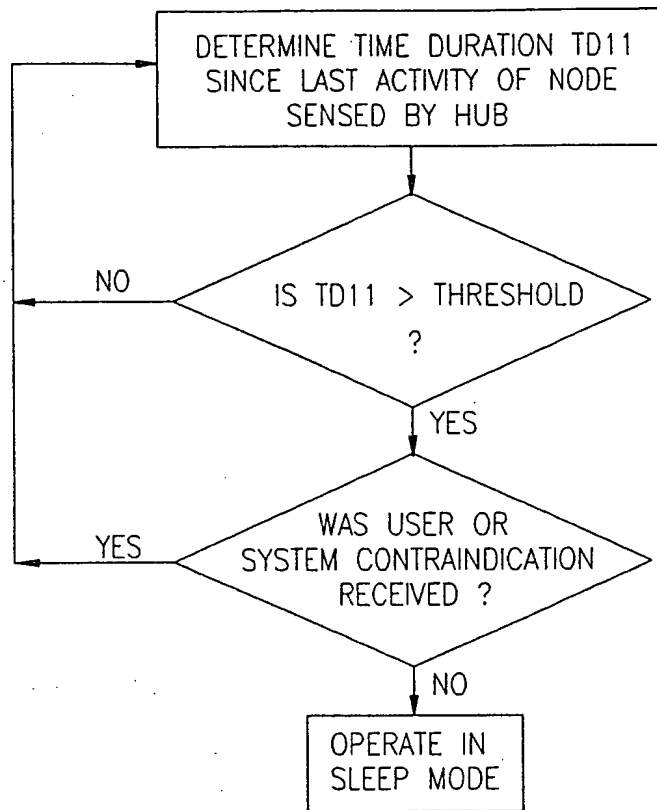 DETERMINE TIME DURATION TD11
SINCE LAST ACTIVITY OF NODE
SENSED BY HUB
NO
IS TD11 > THRESHOLD
?
YES
WAS USER OR
YES
SYSTEM CONTRAINDICATION
RECEIVED ?
NO
OPERATE IN
SLEEP MODE